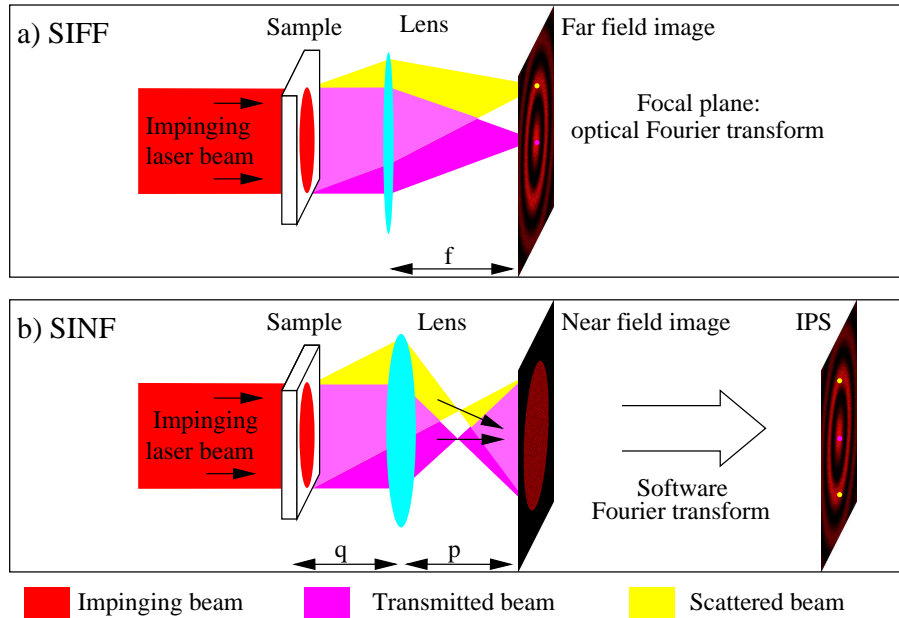 a) SIFF
Sample
Lens
Far field image
Impinging
laser beam
Focal plane:
optical Fourier transform
f
b) SINF
Sample
Lens
Near field image
IPS
Impinging
laser beam
Software
Fourier transform
q
p
Impinging beam
Transmitted beam
Scattered beam